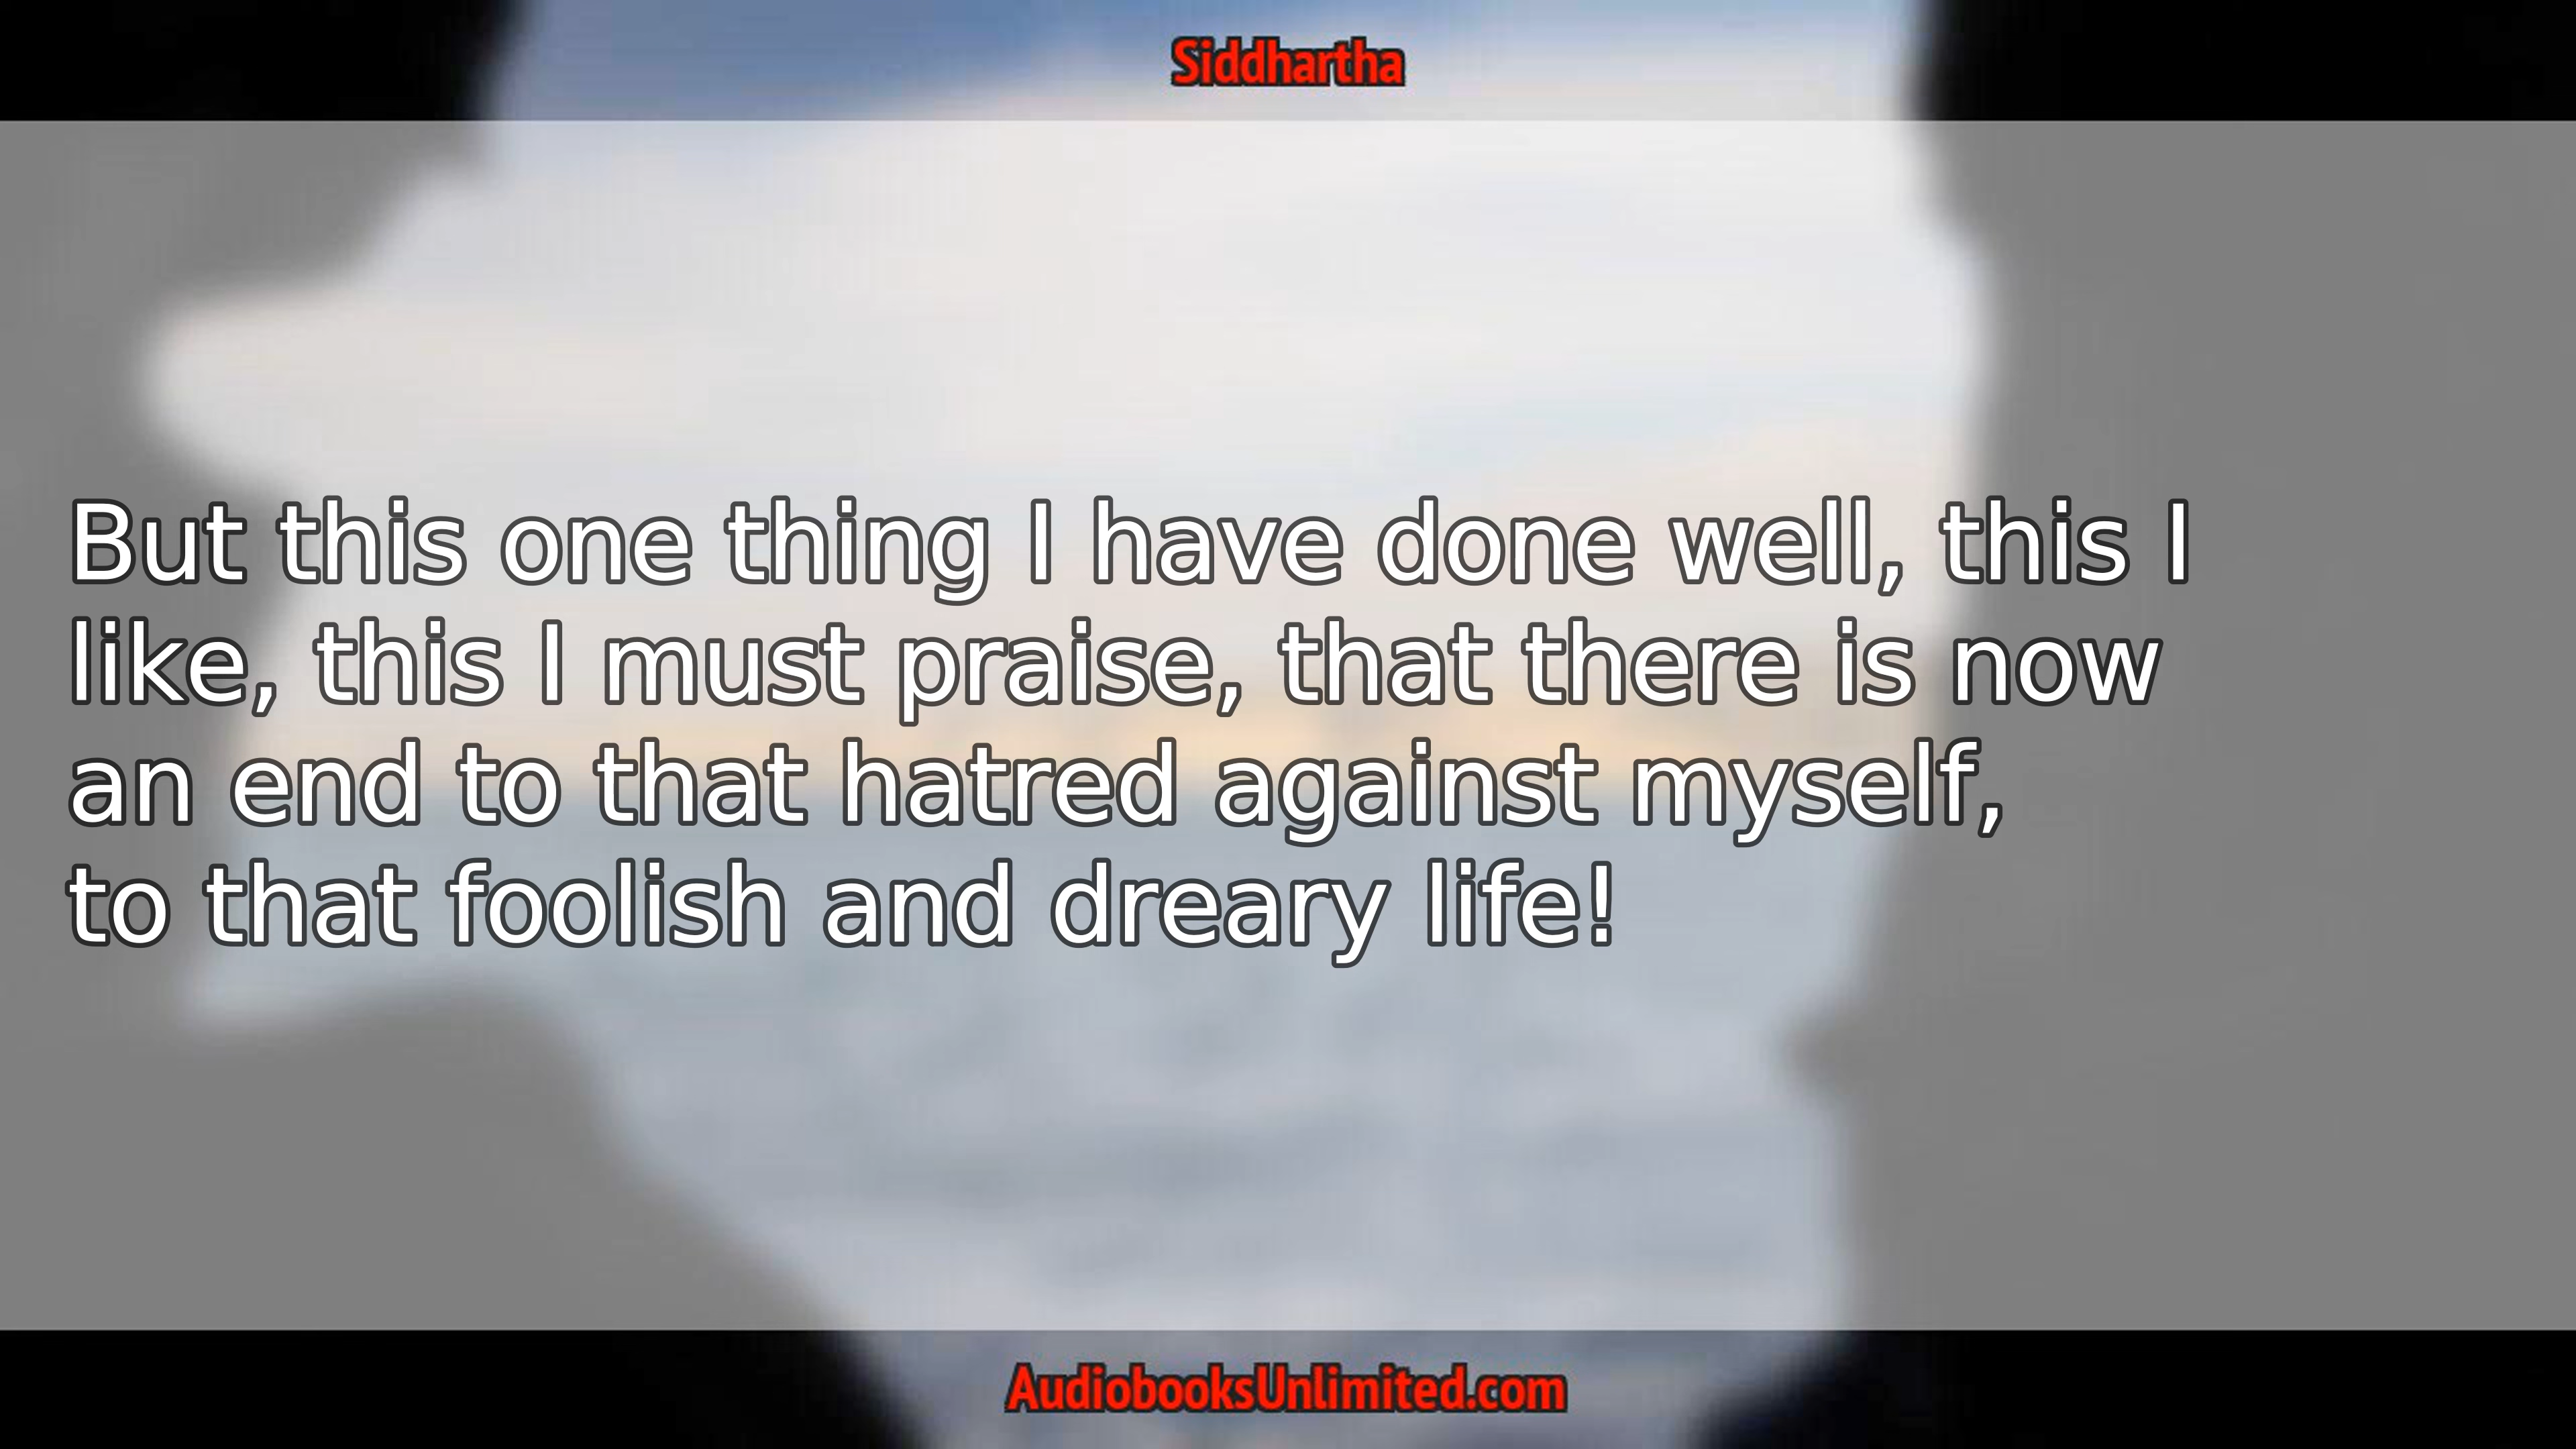 Siddhartha
But this one thing I have done well, this I
like, this I must praise, that there is now
an end to that hatred against myself,
to that foolish and dreary life!
AudiobooksUnlimited.com